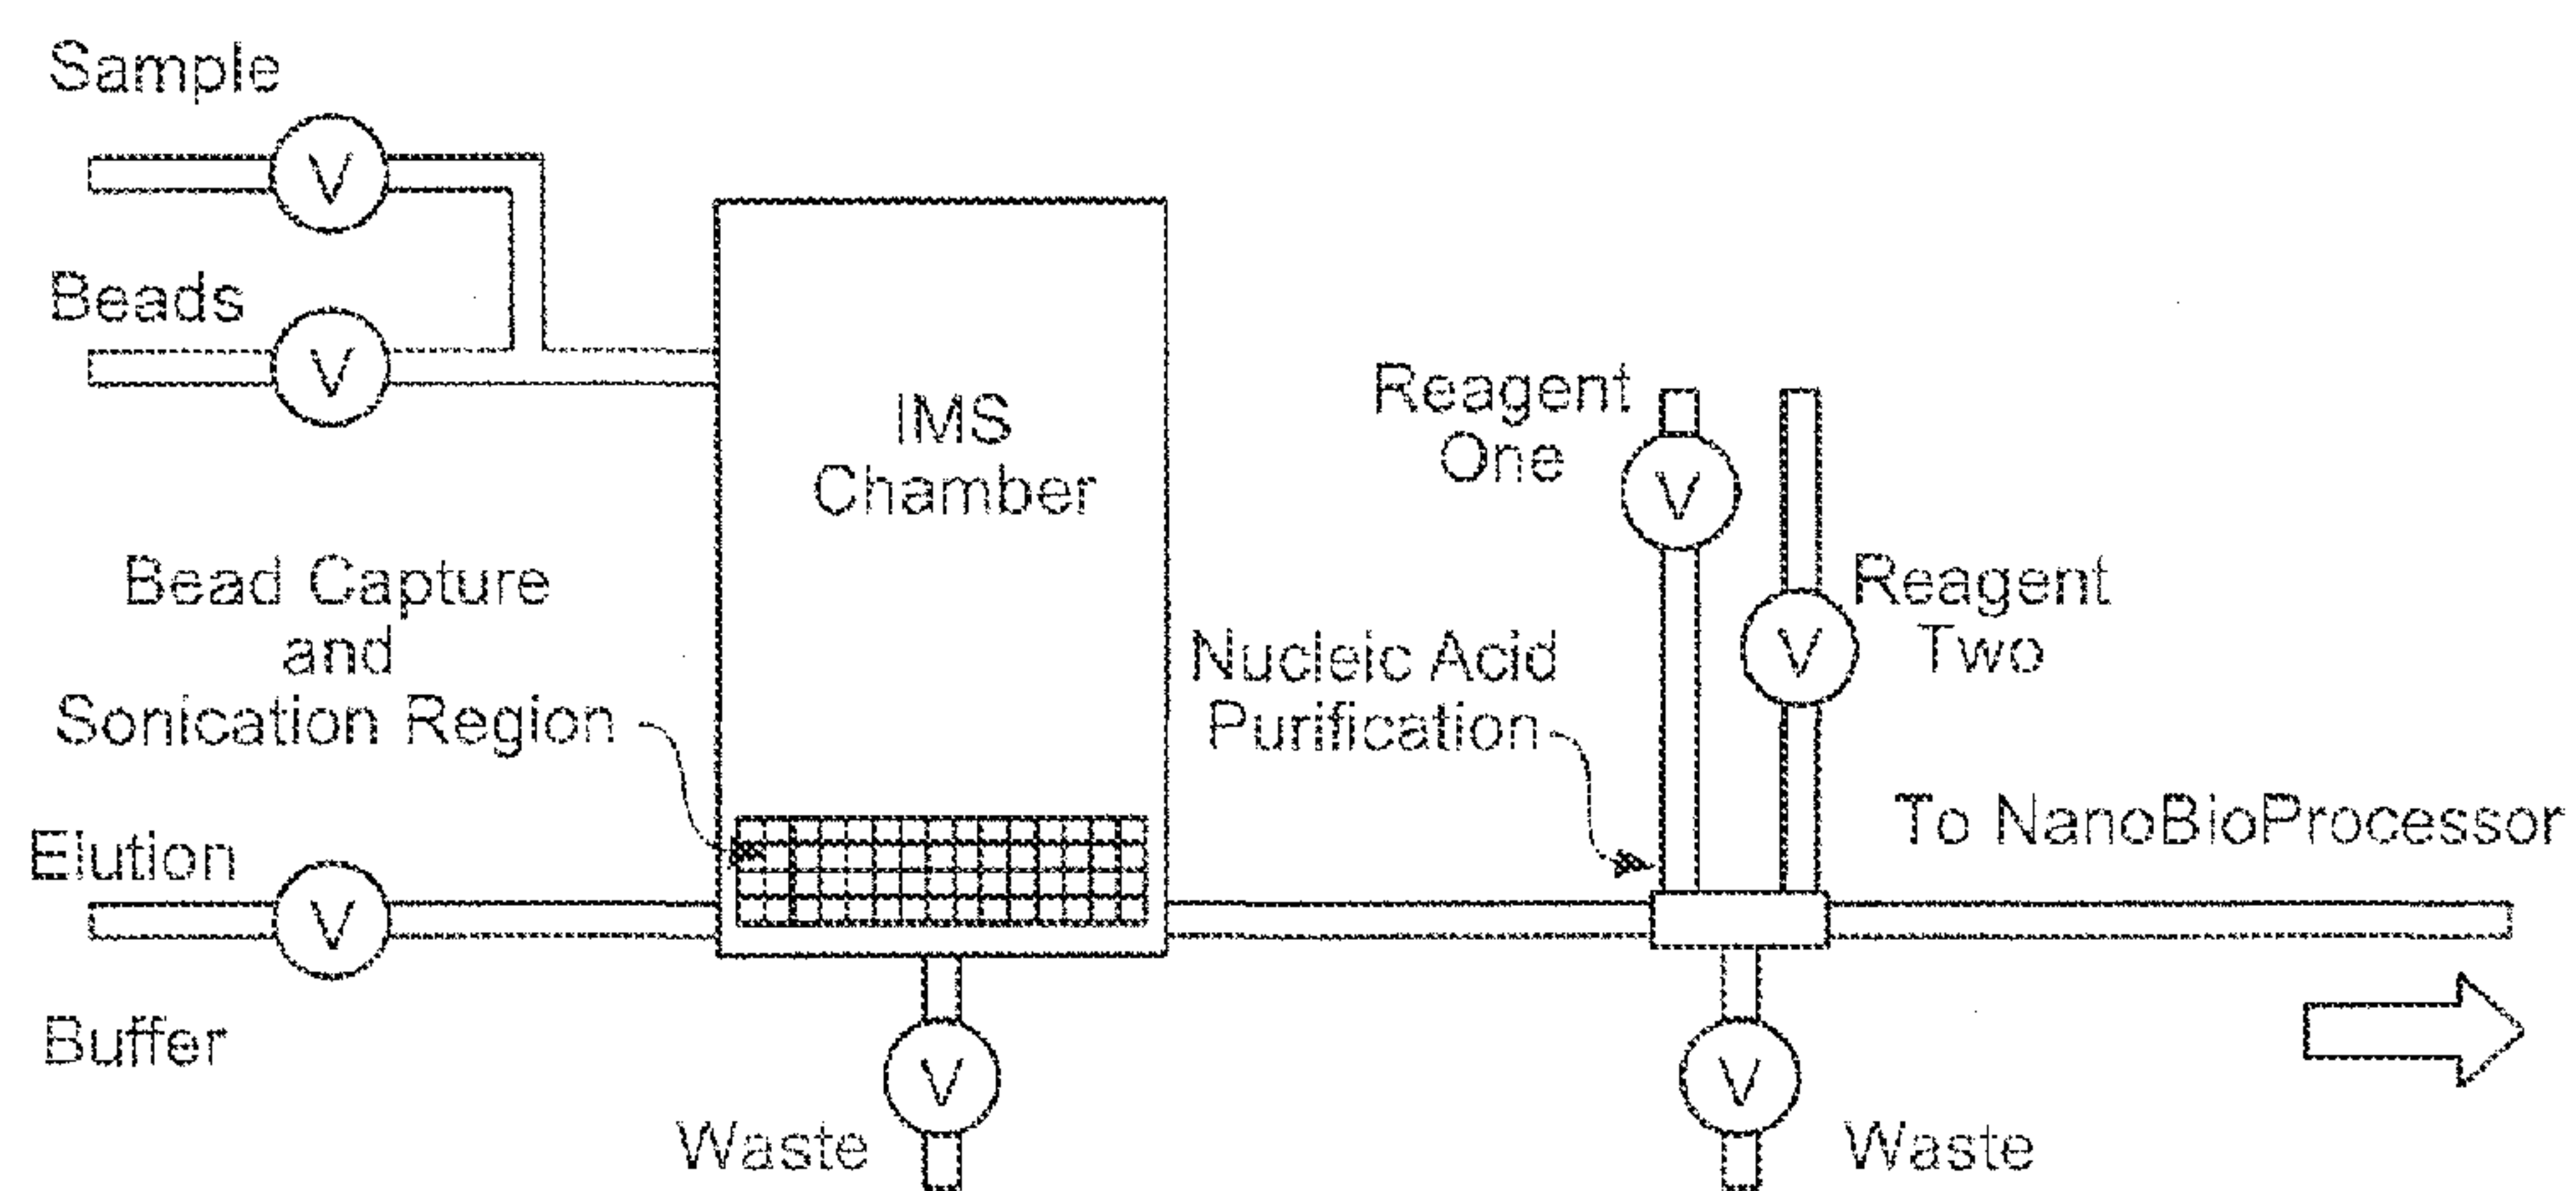 Sample
V
Beads
V
IMS
Chamber
Bead Capture
and
Sonication Region
Elution
V
Buffer
V
Waste
Reagent
One
V
Reagent
Two
V
Nucleic Acid
Purification
To NanoBioProcessor
V
Waste